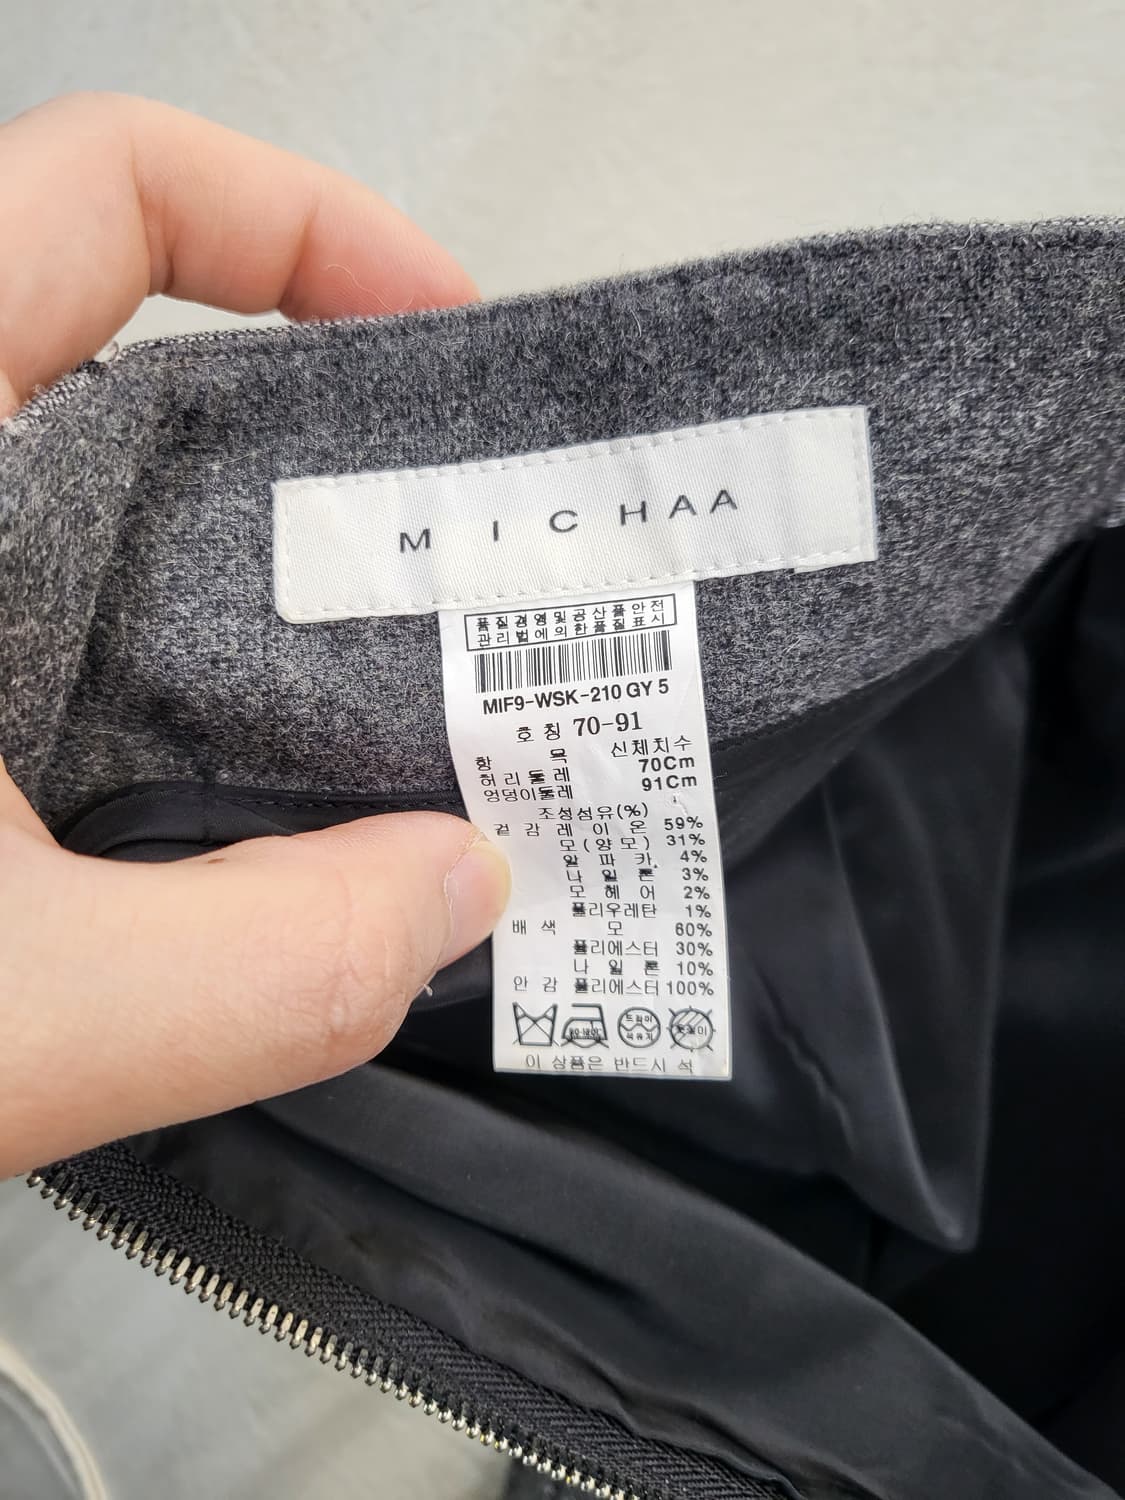 MICHAA
품질경영및공산품안전
관리법에의한품질표시
MIF9-WSK-210 GY 5
호칭 70-91
항 목 신체치수
허리둘레 70Cm
엉덩이둘레 91Cm
조성섬유(%)
겉감 레이온 59%
모(양모) 31%
알파카 4%
나일론 3%
모헤어 2%
폴리우레탄 1%
배색 모 60%
폴리에스터 30%
나일론 10%
안감 폴리에스터 100%
드라이
이 상품은 반드시 석